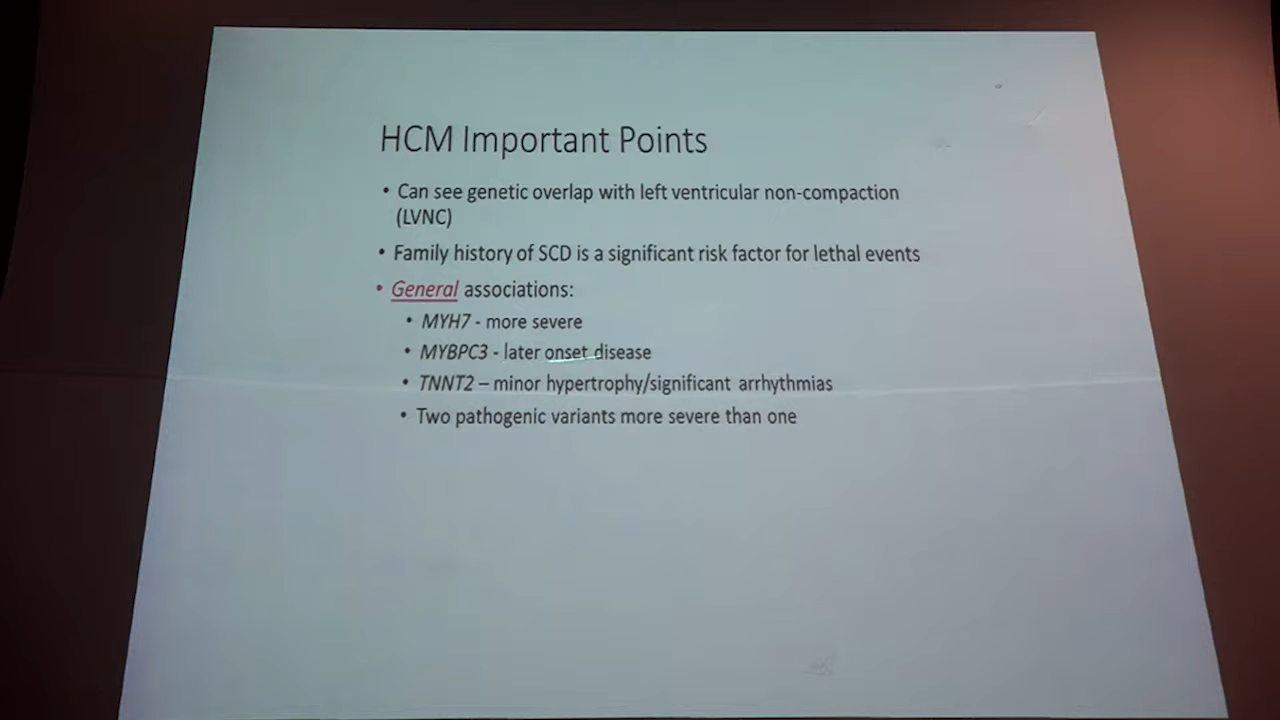 HCM Important Points
• Can see genetic overlap with left ventricular non-compaction
(LVNC)
• Family history of SCD is a significant risk factor for lethal events
• General associations:
• MYH7 - more severe
• MYBPC3 - later onset disease
• TNNT2 – minor hypertrophy/significant arrhythmias
• Two pathogenic variants more severe than one